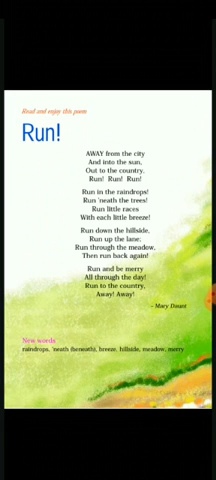 Read and enjoy this poem
Run!
AWAY from the city
And into the sun,
Out to the country,
Run! Run! Run!
Run in the raindrops!
Run 'neath the trees!
Run little races
With each little breeze!
Run down the hillside,
Run up the lane;
Run through the meadow,
Then run back again!
Run and be merry
All through the day!
Run to the country,
Away! Away!
– Mary Daunt
New words
raindrops, 'neath (beneath), breeze, hillside, meadow, merry